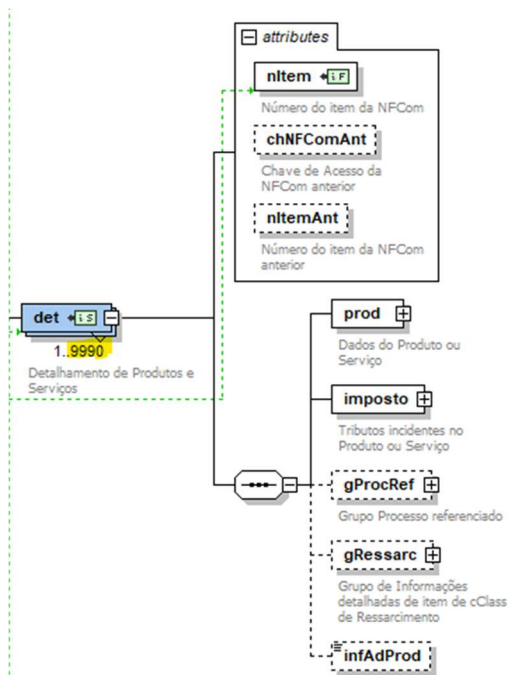 attributes
nItem
Número do item da NFCom
chNFComAnt
Chave de Acesso da
NFCom anterior
nItemAnt
Número do item da NFCom
anterior
det
1..9990
Detalhamento de Produtos e
Serviços
prod
Dados do Produto ou
Serviço
imposto
Tributos incidentes no
Produto ou Serviço
gProcRef
Grupo Processo referenciado
gRessarc
Grupo de Informações
detalhadas de item de cClass
de Ressarcimento
infAdProd